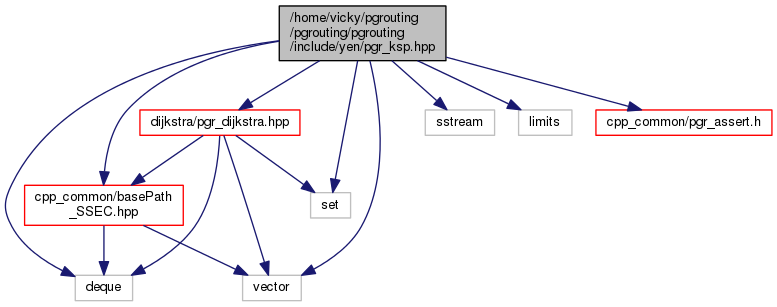 /home/vicky/pgrouting
/pgrouting/pgrouting
/include/yen/pgr_ksp.hpp
dijkstra/pgr_dijkstra.hpp
sstream
limits
cpp_common/pgr_assert.h
cpp_common/basePath
_SSEC.hpp
set
deque
vector